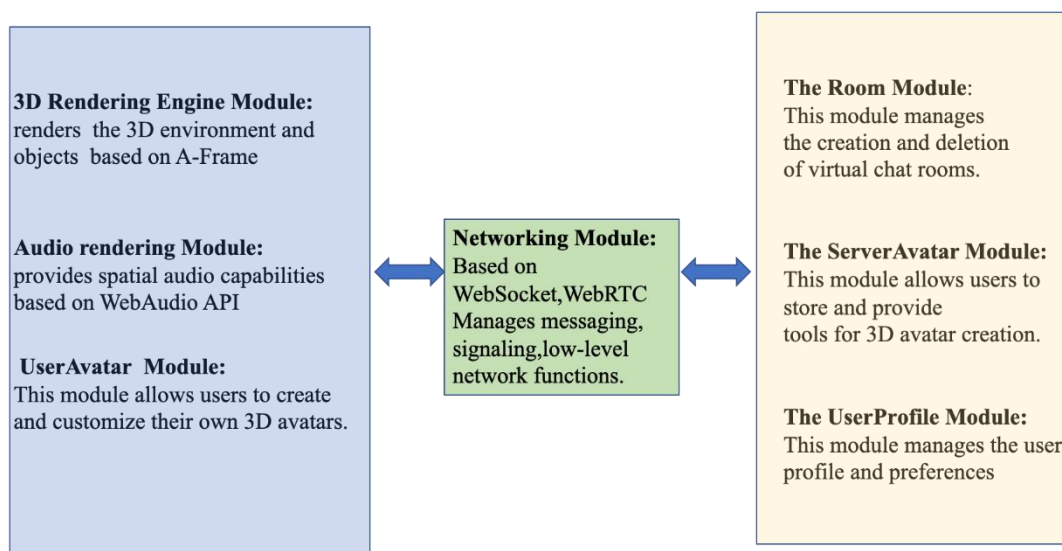 3D Rendering Engine Module:
renders the 3D environment and
objects based on A-Frame
Audio rendering Module:
provides spatial audio capabilities
based on WebAudio API
UserAvatar Module:
This module allows users to create
and customize their own 3D avatars.
Networking Module:
Based on
WebSocket,WebRTC
Manages messaging,
signaling,low-level
network functions.
The Room Module:
This module manages
the creation and deletion
of virtual chat rooms.
The ServerAvatar Module:
This module allows users to
store and provide
tools for 3D avatar creation.
The UserProfile Module:
This module manages the user
profile and preferences